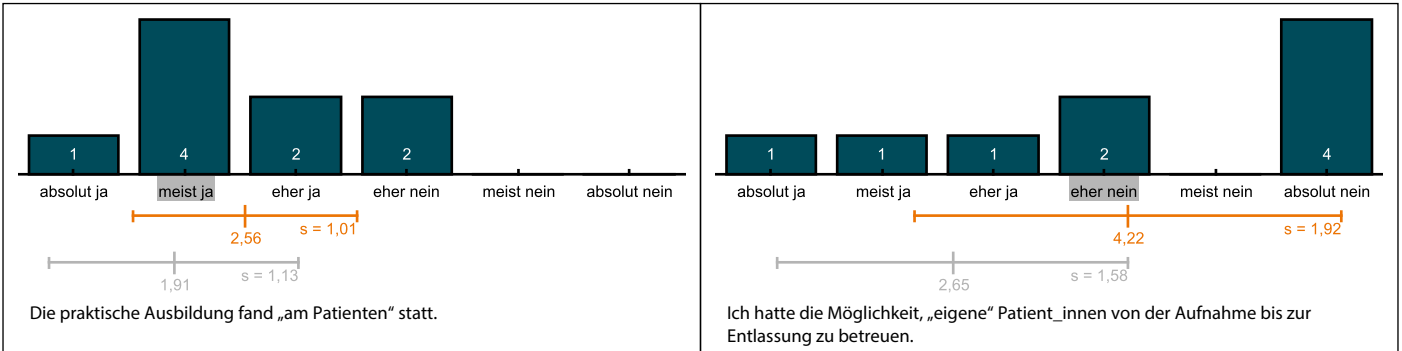 1 4 2 2
absolut ja meist ja eher ja eher nein meist nein absolut nein
s = 1,01
2,56
s = 1,13
1,91
Die praktische Ausbildung fand „am Patienten“ statt.
1 1 1 2 4
absolut ja meist ja eher ja eher nein meist nein absolut nein
s = 1,92
4,22
s = 1,58
2,65
Ich hatte die Möglichkeit, „eigene“ Patient_innen von der Aufnahme bis zur
Entlassung zu betreuen.